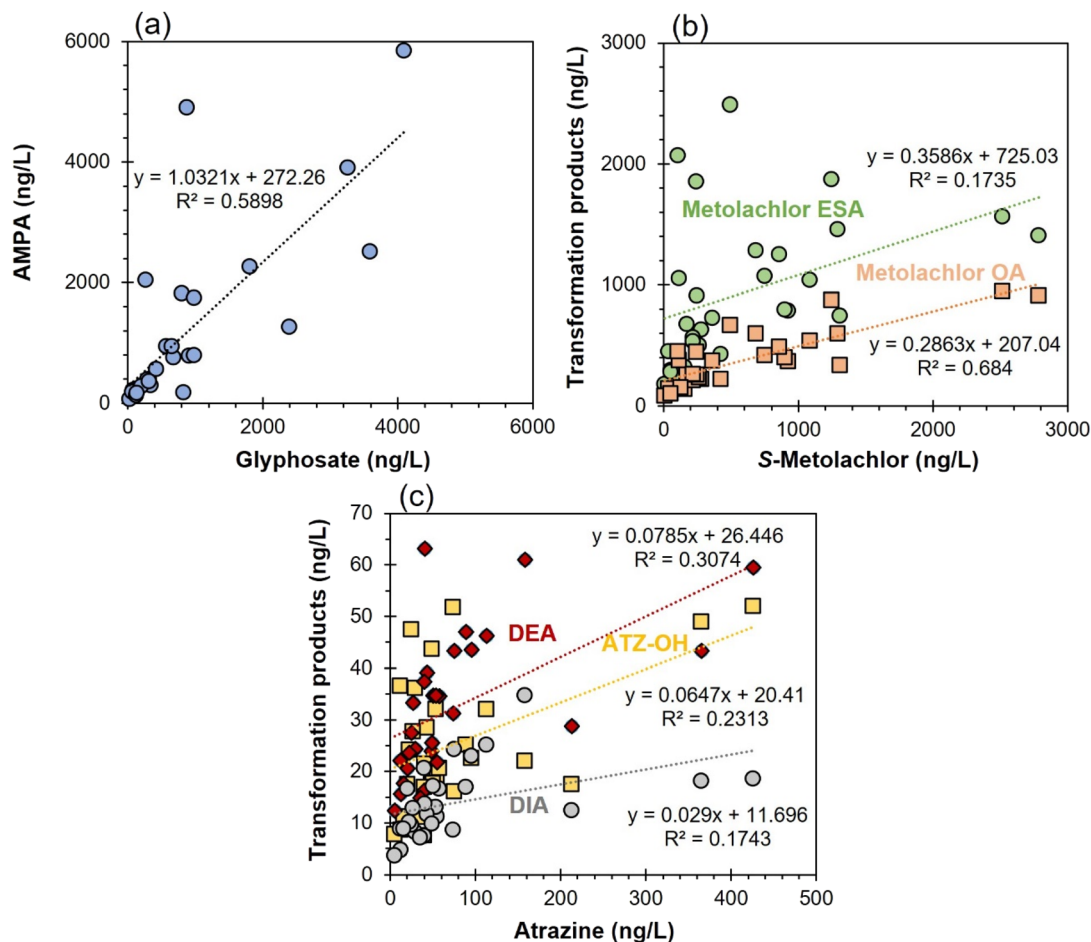 (a)
6000
4000
2000
0
AMPA (ng/L)
y = 1.0321x + 272.26
R² = 0.5898
0 2000 4000 6000
Glyphosate (ng/L)
(b)
3000
2000
1000
0
Transformation products (ng/L)
y = 0.3586x + 725.03
R² = 0.1735
Metolachlor ESA
Metolachlor OA
y = 0.2863x + 207.04
R² = 0.684
0 1000 2000 3000
S-Metolachlor (ng/L)
(c)
70
60
50
40
30
20
10
0
Transformation products (ng/L)
y = 0.0785x + 26.446
R² = 0.3074
DEA
ATZ-OH
y = 0.0647x + 20.41
R² = 0.2313
DIA
y = 0.029x + 11.696
R² = 0.1743
0 100 200 300 400 500
Atrazine (ng/L)